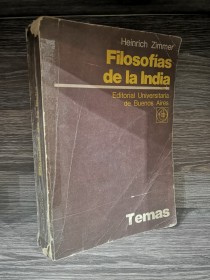 Heinrich Zimmer
Filosofías
de la India
Editorial Universitaria
de Buenos Aires
Temas